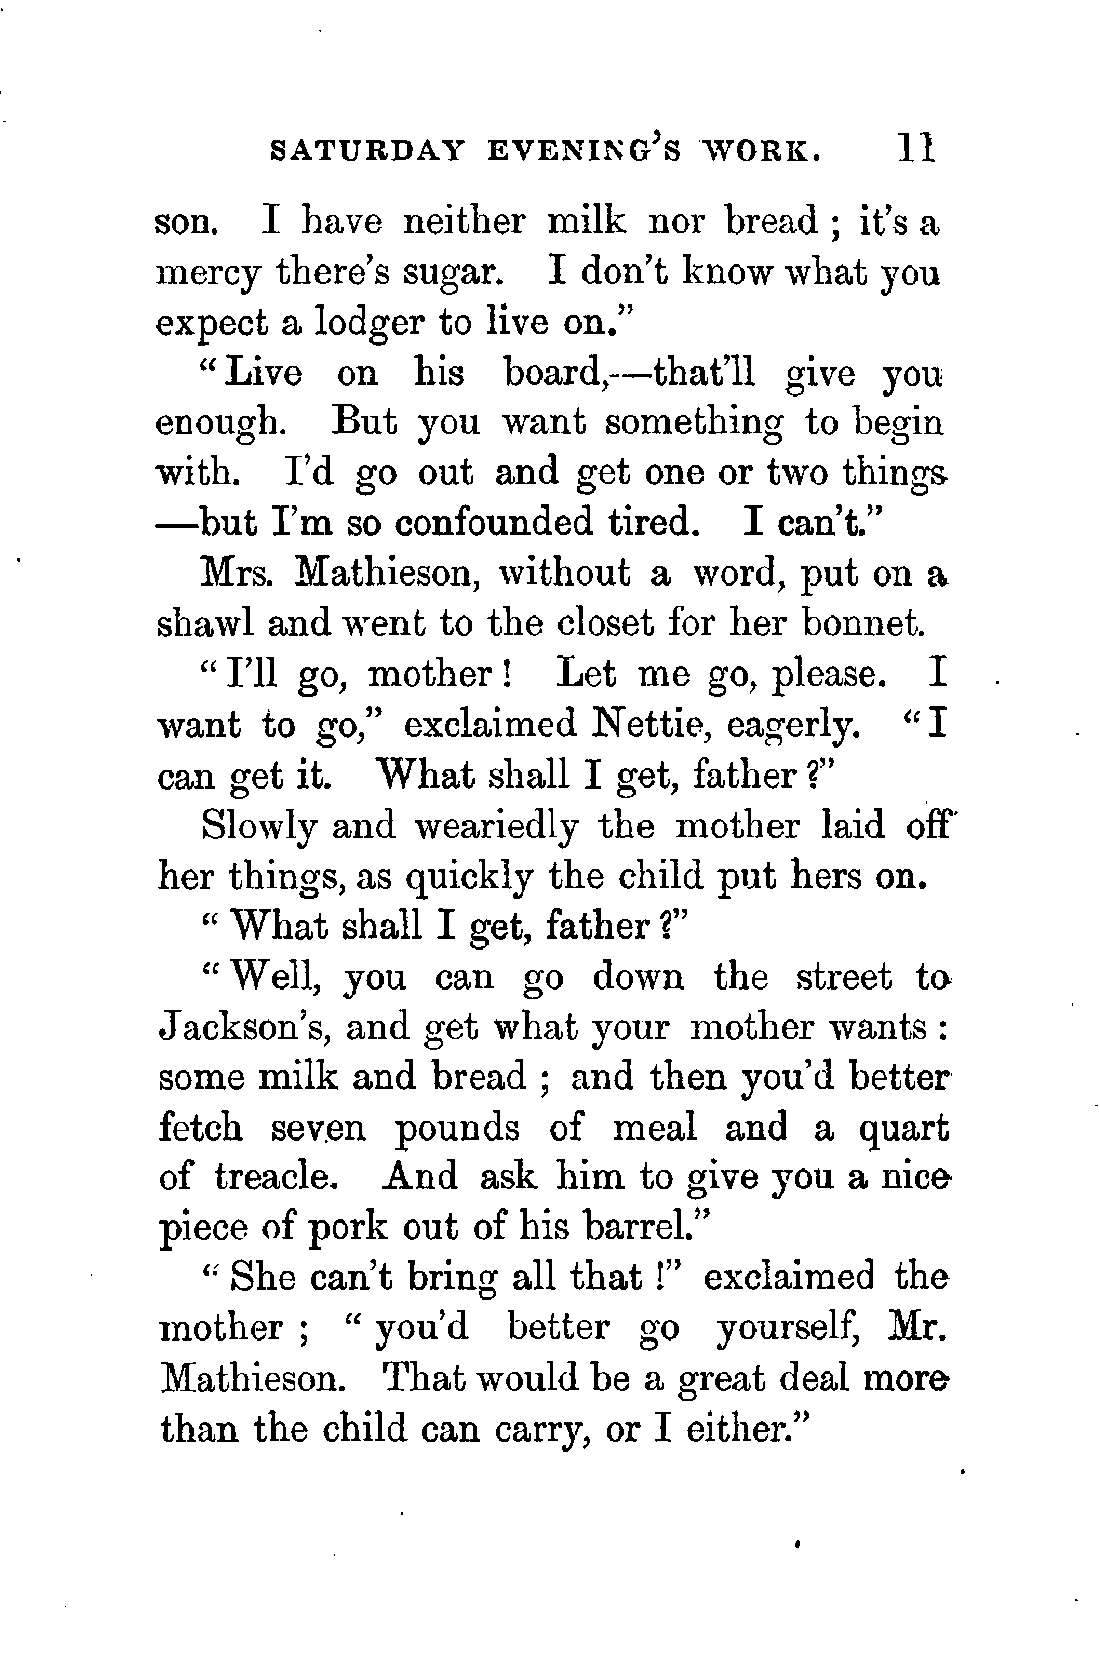 SATURDAY EVENING'S WORK. 11
son. I have neither milk nor bread ; it's a
mercy there's sugar. I don't know what you
expect a lodger to live on."
" Live on his board,—that'll give you
enough. But you want something to begin
with. I'd go out and get one or two things
—but I'm so confounded tired. I can't."
Mrs. Mathieson, without a word, put on a
shawl and went to the closet for her bonnet.
" I'll go, mother ! Let me go, please. I
want to go," exclaimed Nettie, eagerly. " I
can get it. What shall I get, father ?"
Slowly and weariedly the mother laid off
her things, as quickly the child put hers on.
" What shall I get, father ?"
" Well, you can go down the street to
Jackson's, and get what your mother wants :
some milk and bread ; and then you'd better
fetch seven pounds of meal and a quart
of treacle. And ask him to give you a nice
piece of pork out of his barrel."
" She can't bring all that !" exclaimed the
mother ; " you'd better go yourself, Mr.
Mathieson. That would be a great deal more
than the child can carry, or I either."